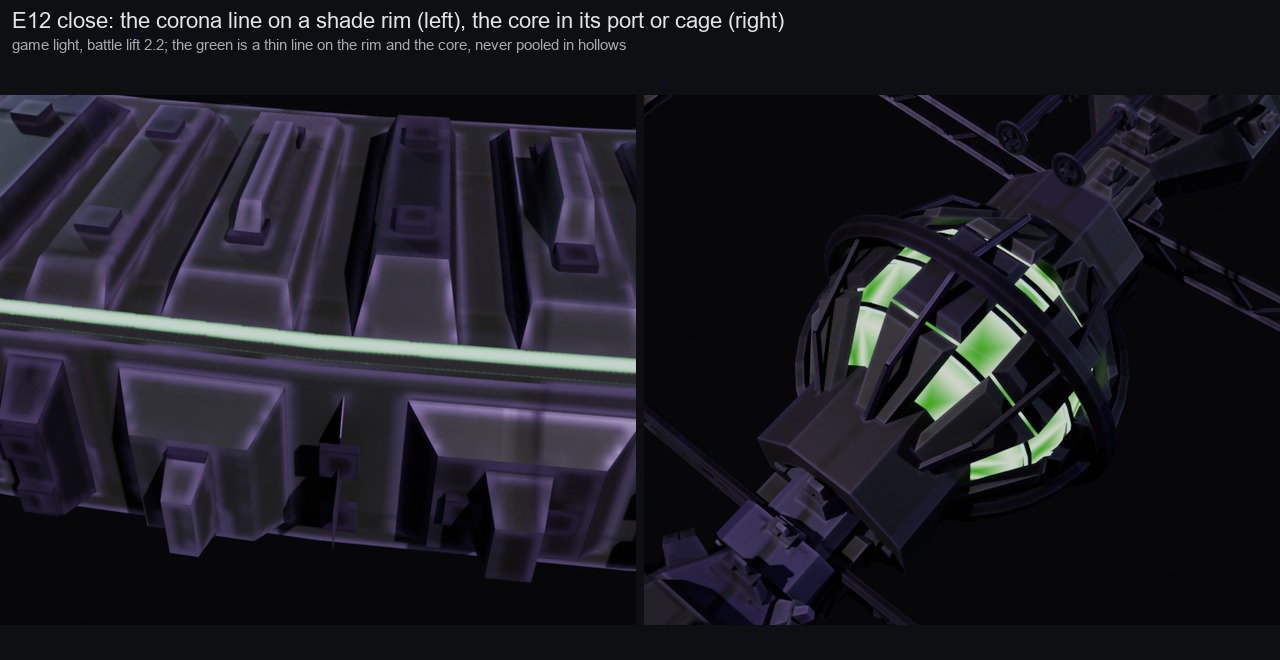 E12 close: the corona line on a shade rim (left), the core in its port or cage (right)
game light, battle lift 2.2; the green is a thin line on the rim and the core, never pooled in hollows